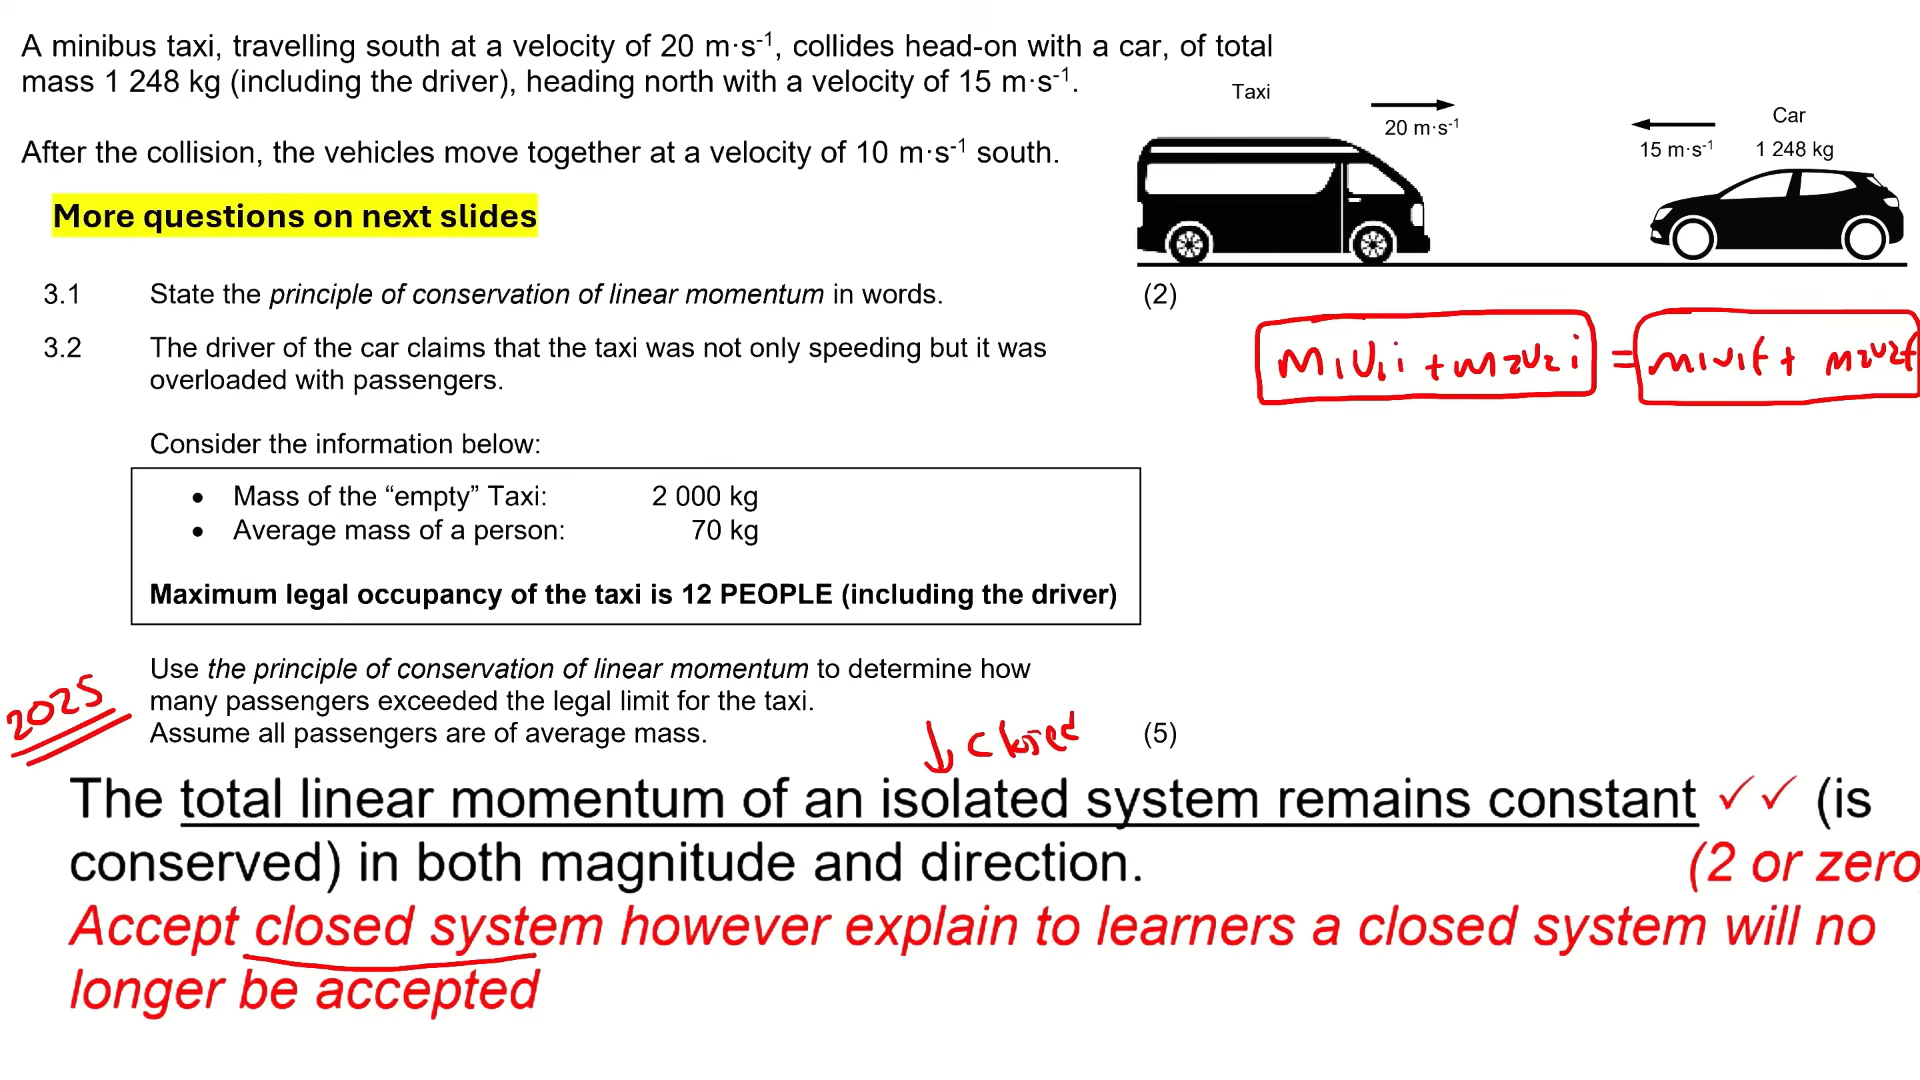 A minibus taxi, travelling south at a velocity of 20 m·s⁻¹, collides head-on with a car, of total
mass 1 248 kg (including the driver), heading north with a velocity of 15 m·s⁻¹.
After the collision, the vehicles move together at a velocity of 10 m·s⁻¹ south.
More questions on next slides
Taxi
20 m·s⁻¹
Car
15 m·s⁻¹ 1 248 kg
3.1 State the principle of conservation of linear momentum in words. (2)
m₁v₁i + m₂v₂i = m₁v₁f + m₂v₂f
3.2 The driver of the car claims that the taxi was not only speeding but it was
overloaded with passengers.
Consider the information below:
• Mass of the “empty” Taxi: 2 000 kg
• Average mass of a person: 70 kg
Maximum legal occupancy of the taxi is 12 PEOPLE (including the driver)
Use the principle of conservation of linear momentum to determine how
many passengers exceeded the legal limit for the taxi.
Assume all passengers are of average mass. (5)
2025
closed
The total linear momentum of an isolated system remains constant ✓✓ (is
conserved) in both magnitude and direction. (2 or zero
Accept closed system however explain to learners a closed system will no
longer be accepted